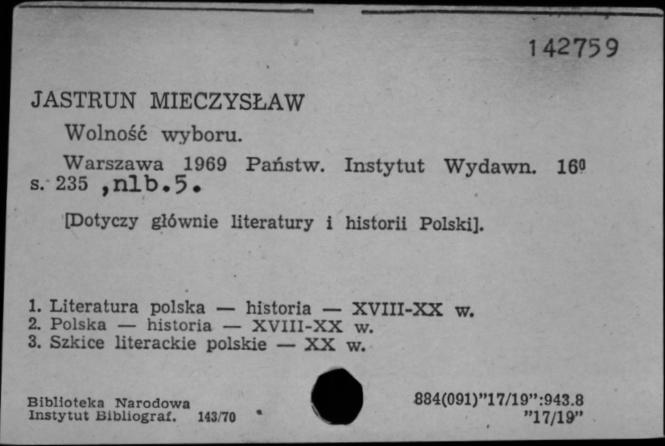 142759
JASTRUN MIECZYSŁAW
Wolność wyboru.
Warszawa 1969 Państw. Instytut Wydawn. 16º
s. 235 ,nlb.5.
[Dotyczy głównie literatury i historii Polski].
1. Literatura polska — historia — XVIII-XX w.
2. Polska — historia — XVIII-XX w.
3. Szkice literackie polskie — XX w.
Biblioteka Narodowa 884(091)"17/19":943.8
Instytut Bibliograf. 143/70 "17/19"